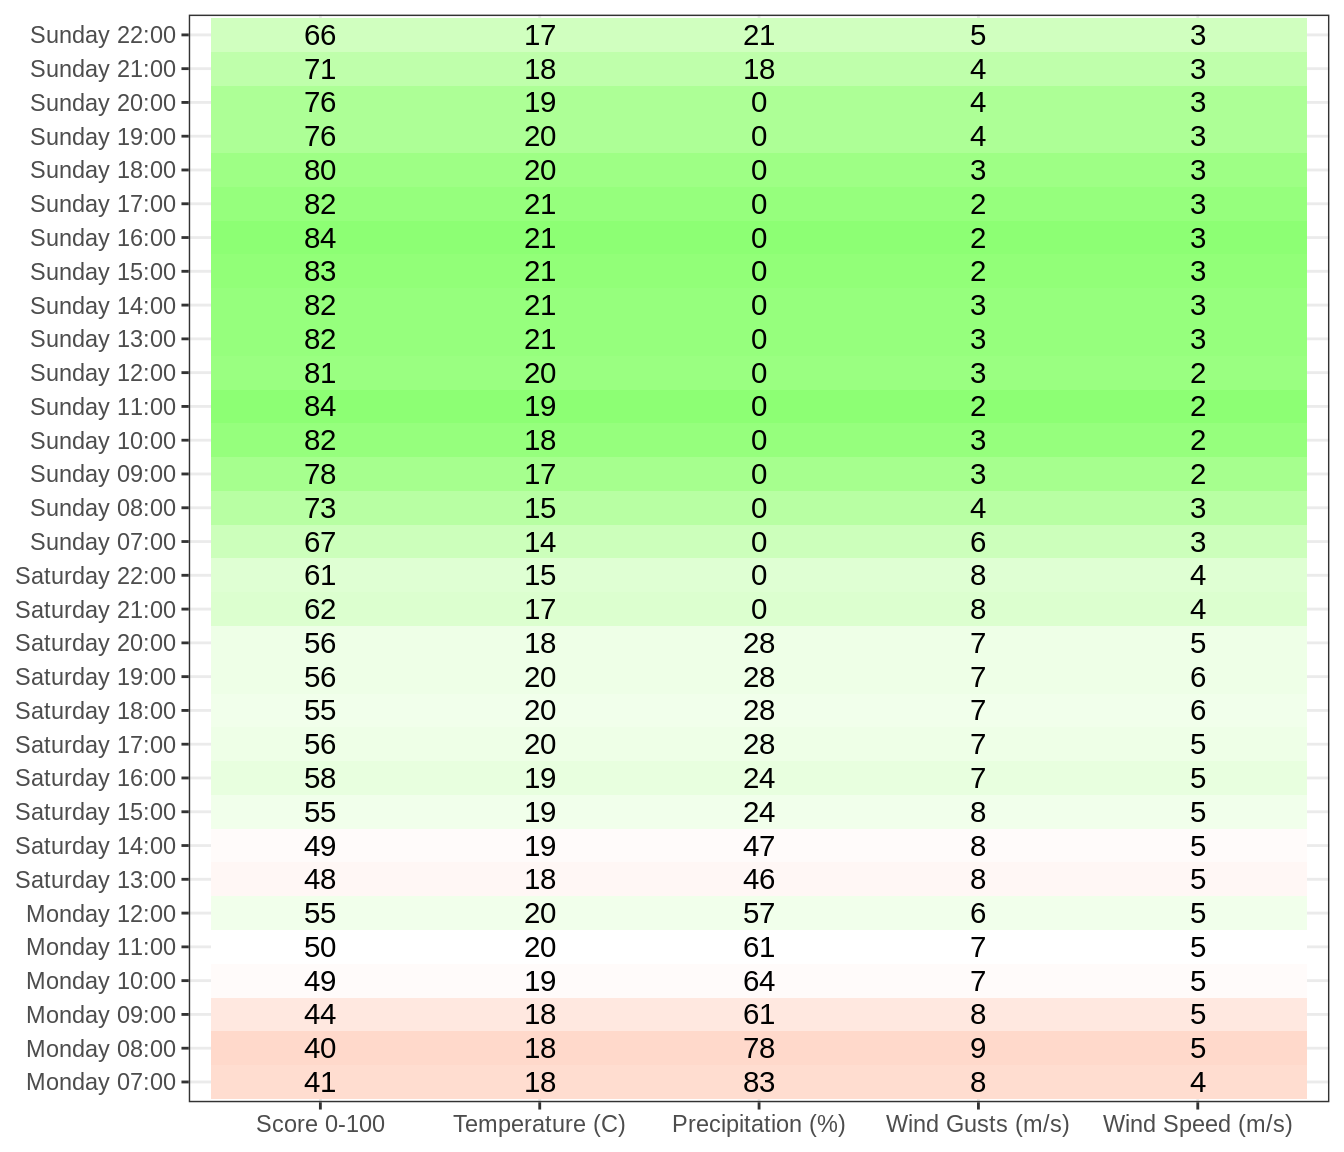 Sunday 22:00 66 17 21 5 3
Sunday 21:00 71 18 18 4 3
Sunday 20:00 76 19 0 4 3
Sunday 19:00 76 20 0 4 3
Sunday 18:00 80 20 0 3 3
Sunday 17:00 82 21 0 2 3
Sunday 16:00 84 21 0 2 3
Sunday 15:00 83 21 0 2 3
Sunday 14:00 82 21 0 3 3
Sunday 13:00 82 21 0 3 3
Sunday 12:00 81 20 0 3 2
Sunday 11:00 84 19 0 2 2
Sunday 10:00 82 18 0 3 2
Sunday 09:00 78 17 0 3 2
Sunday 08:00 73 15 0 4 3
Sunday 07:00 67 14 0 6 3
Saturday 22:00 61 15 0 8 4
Saturday 21:00 62 17 0 8 4
Saturday 20:00 56 18 28 7 5
Saturday 19:00 56 20 28 7 6
Saturday 18:00 55 20 28 7 6
Saturday 17:00 56 20 28 7 5
Saturday 16:00 58 19 24 7 5
Saturday 15:00 55 19 24 8 5
Saturday 14:00 49 19 47 8 5
Saturday 13:00 48 18 46 8 5
Monday 12:00 55 20 57 6 5
Monday 11:00 50 20 61 7 5
Monday 10:00 49 19 64 7 5
Monday 09:00 44 18 61 8 5
Monday 08:00 40 18 78 9 5
Monday 07:00 41 18 83 8 4
Score 0-100 Temperature (C) Precipitation (%) Wind Gusts (m/s) Wind Speed (m/s)